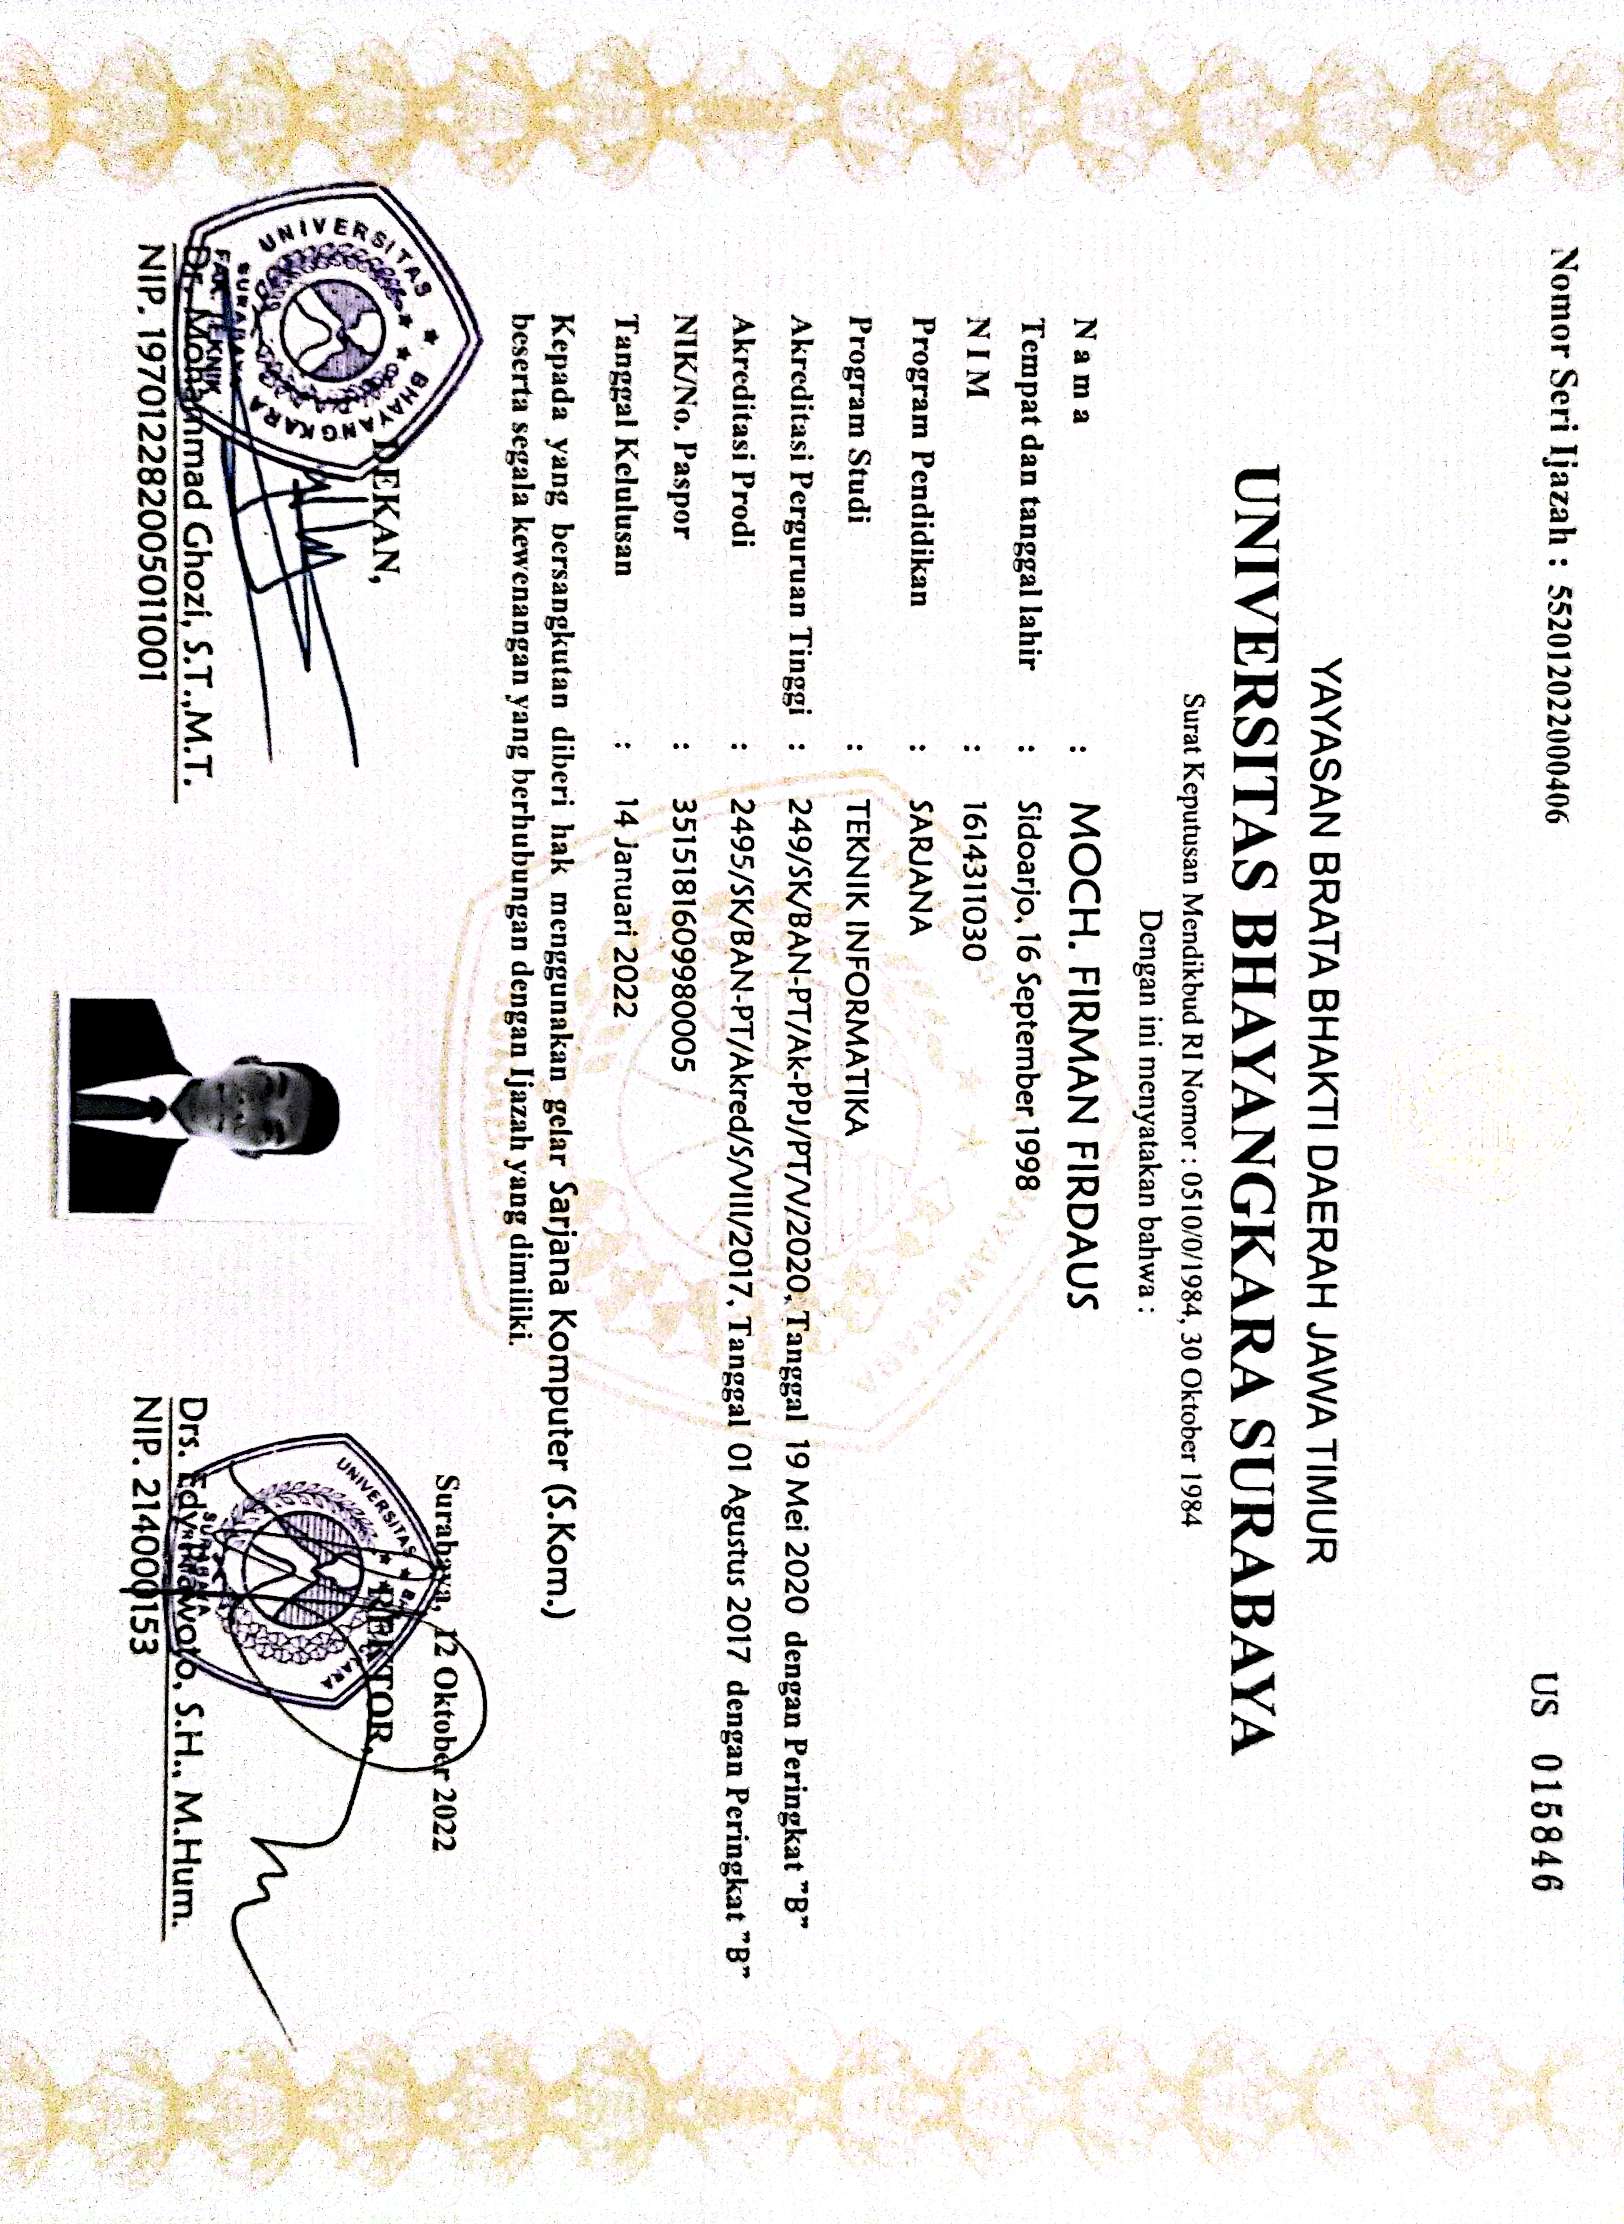 Nomor Seri Ijazah : 552012022000406
US 015846
YAYASAN BRATA BHAKTI DAERAH JAWA TIMUR
UNIVERSITAS BHAYANGKARA SURABAYA
Surat Keputusan Mendikbud RI Nomor : 0510/0/1984, 30 Oktober 1984
Dengan ini menyatakan bahwa :
N a m a : MOCH. FIRMAN FIRDAUS
Tempat dan tanggal lahir : Sidoarjo, 16 September 1998
N I M : 1614311030
Program Pendidikan : SARJANA
Program Studi : TEKNIK INFORMATIKA
Akreditasi Perguruan Tinggi : 249/SK/BAN-PT/Ak-PPJ/PT/V/2020, Tanggal 19 Mei 2020 dengan Peringkat "B"
Akreditasi Prodi : 2495/SK/BAN-PT/Akred/S/VIII/2017, Tanggal 01 Agustus 2017 dengan Peringkat "B"
NIK/No. Paspor : 3515181609980005
Tanggal Kelulusan : 14 Januari 2022
Kepada yang bersangkutan diberi hak menggunakan gelar Sarjana Komputer (S.Kom.)
beserta segala kewenangan yang berhubungan dengan Ijazah yang dimiliki.
Surabaya, 12 Oktober 2022
DEKAN,
REKTOR,
UNIVERSITAS BHAYANGKARA
SURABAYA
FAK. TEKNIK
UNIVERSITAS BHAYANGKARA
SURABAYA
Dr. Mohammad Ghozi, S.T.,M.T.
NIP. 197012282005011001
Drs. Edy Prawoto, S.H., M.Hum.
NIP. 214000153